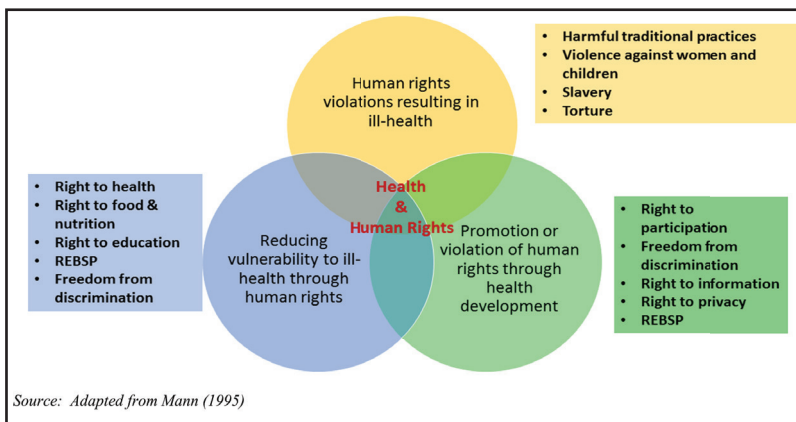 Human rights
violations resulting in
ill-health
• Harmful traditional practices
• Violence against women and
children
• Slavery
• Torture
Health
&
Human Rights
• Right to health
• Right to food &
nutrition
• Right to education
• REBSP
• Freedom from
discrimination
Reducing
vulnerability to ill-
health through
human rights
Promotion or
violation of human
rights through
health
development
• Right to
participation
• Freedom from
discrimination
• Right to information
• Right to privacy
• REBSP
Source: Adapted from Mann (1995)